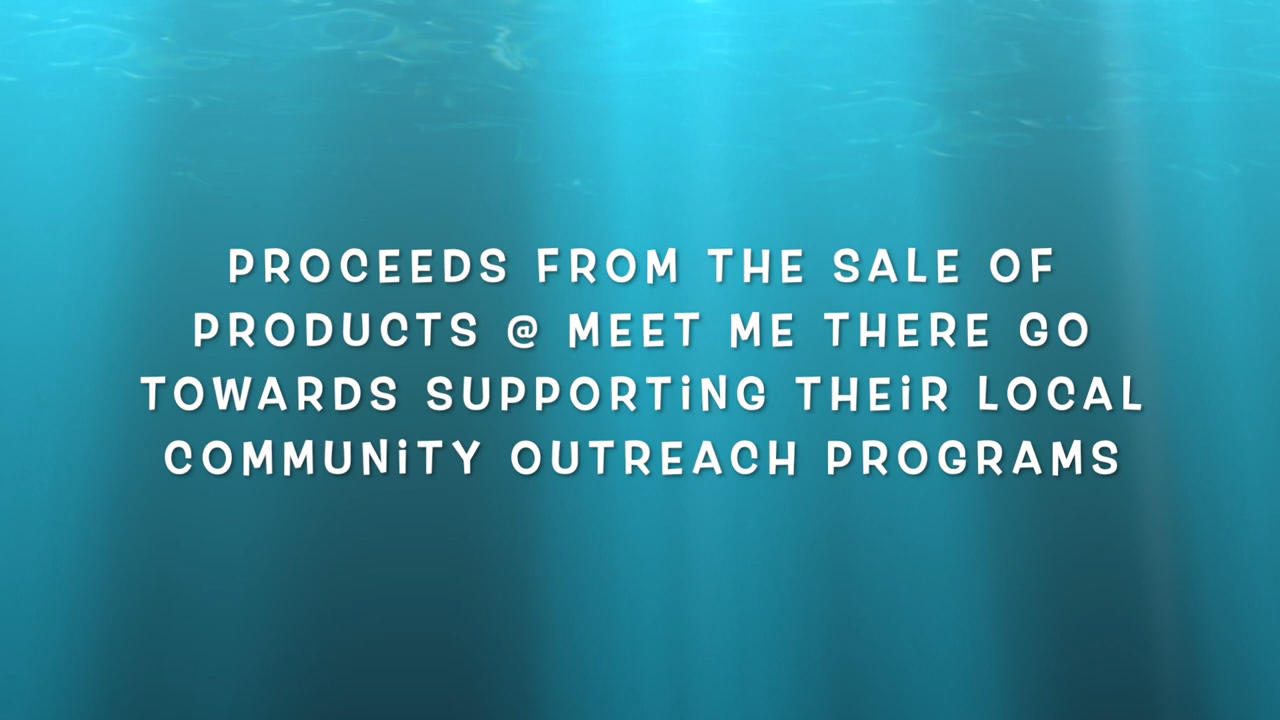 PROCEEDS FROM THE SALE OF
PRODUCTS @ MEET ME THERE GO
TOWARDS SUPPORTiNG THEiR LOCAL
COMMUNiTY OUTREACH PROGRAMS